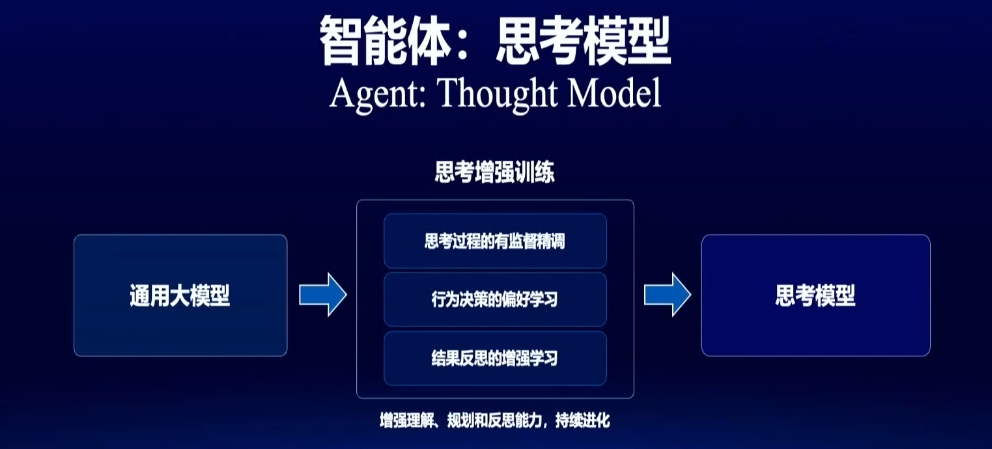 智能体：思考模型
Agent: Thought Model
思考增强训练
通用大模型
思考过程的有监督精调
行为决策的偏好学习
结果反思的增强学习
思考模型
增强理解、规划和反思能力，持续进化